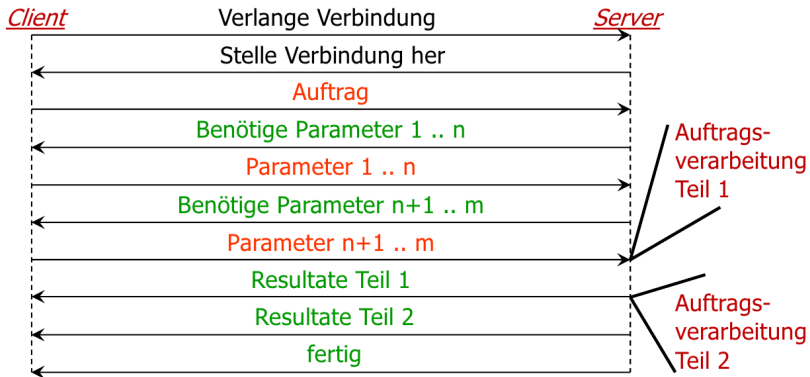 Client
Verlange Verbindung
Server
Stelle Verbindung her
Auftrag
Benötige Parameter 1 .. n
Parameter 1 .. n
Benötige Parameter n+1 .. m
Parameter n+1 .. m
Resultate Teil 1
Resultate Teil 2
fertig
Auftrags-
verarbeitung
Teil 1
Auftrags-
verarbeitung
Teil 2